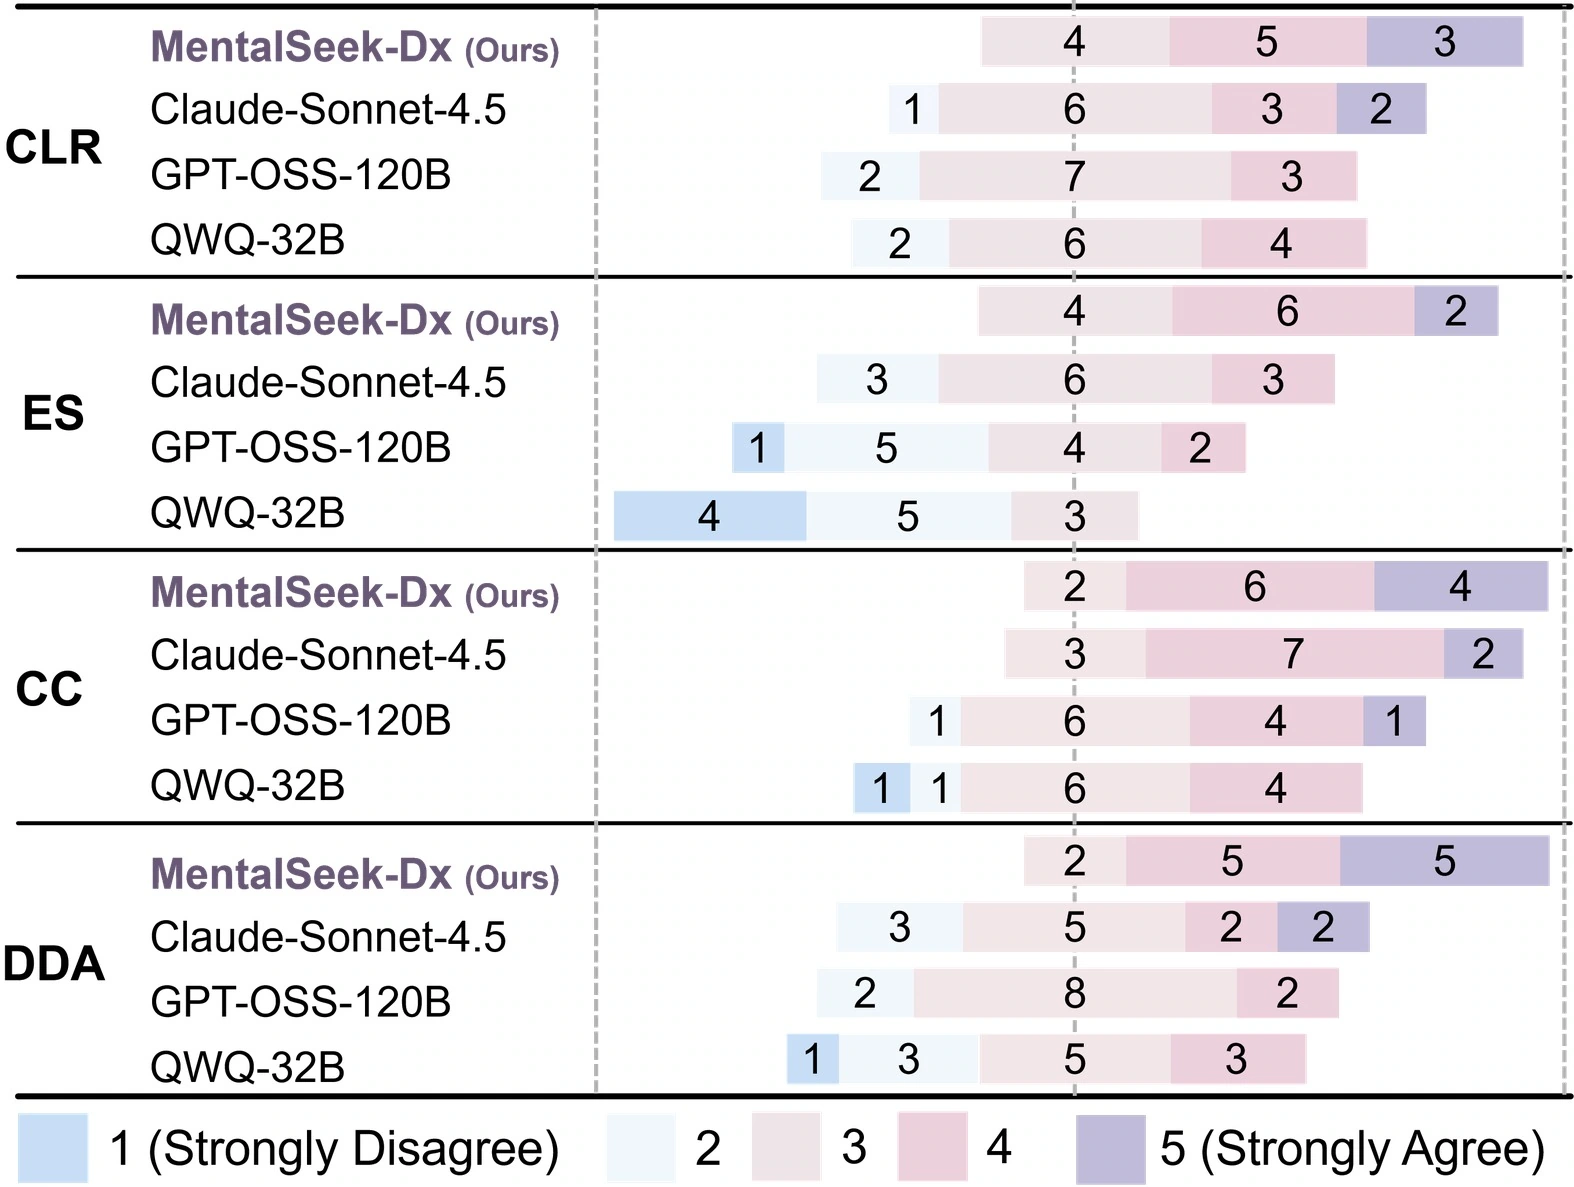 CLR
MentalSeek-Dx (Ours) 4 5 3
Claude-Sonnet-4.5 1 6 3 2
GPT-OSS-120B 2 7 3
QWQ-32B 2 6 4
ES
MentalSeek-Dx (Ours) 4 6 2
Claude-Sonnet-4.5 3 6 3
GPT-OSS-120B 1 5 4 2
QWQ-32B 4 5 3
CC
MentalSeek-Dx (Ours) 2 6 4
Claude-Sonnet-4.5 3 7 2
GPT-OSS-120B 1 6 4 1
QWQ-32B 1 1 6 4
DDA
MentalSeek-Dx (Ours) 2 5 5
Claude-Sonnet-4.5 3 5 2 2
GPT-OSS-120B 2 8 2
QWQ-32B 1 3 5 3
1 (Strongly Disagree) 2 3 4 5 (Strongly Agree)